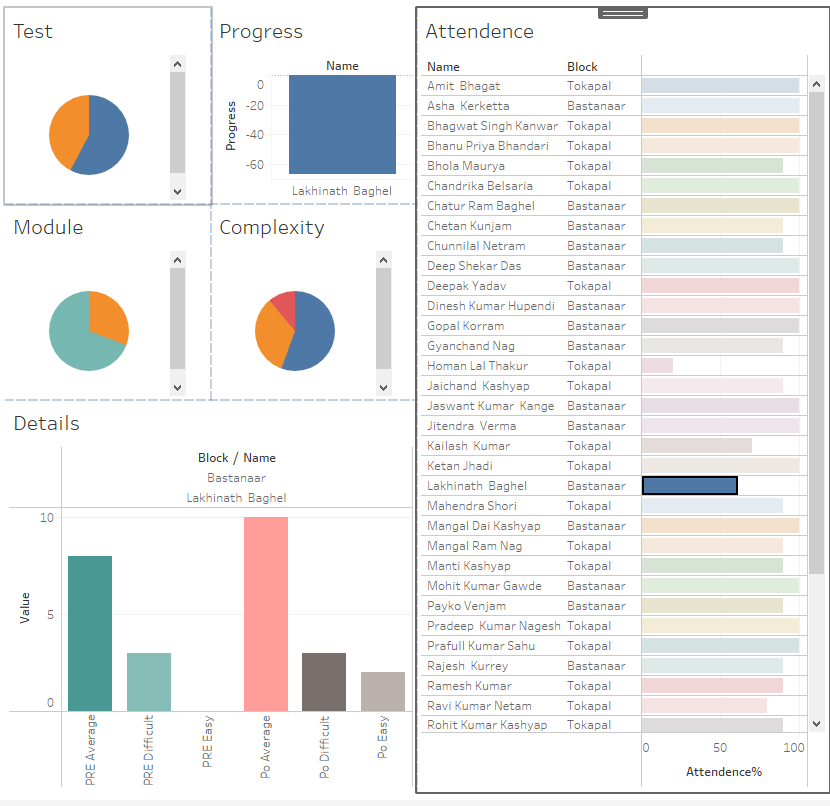 Test
Progress
Name
Progress
0
-20
-40
-60
Lakhinath Baghel
Module
Complexity
Details
Block / Name
Bastanaar
Lakhinath Baghel
Value
10
5
0
PRE Average
PRE Difficult
PRE Easy
Po Average
Po Difficult
Po Easy
Attendence
Name Block
Amit Bhagat Tokapal
Asha Kerketta Bastanaar
Bhagwat Singh Kanwar Tokapal
Bhanu Priya Bhandari Tokapal
Bhola Maurya Tokapal
Chandrika Belsaria Tokapal
Chatur Ram Baghel Bastanaar
Chetan Kunjam Bastanaar
Chunnilal Netram Bastanaar
Deep Shekar Das Bastanaar
Deepak Yadav Tokapal
Dinesh Kumar Hupendi Bastanaar
Gopal Korram Bastanaar
Gyanchand Nag Bastanaar
Homan Lal Thakur Tokapal
Jaichand Kashyap Tokapal
Jaswant Kumar Kange Bastanaar
Jitendra Verma Bastanaar
Kailash Kumar Tokapal
Ketan Jhadi Tokapal
Lakhinath Baghel Bastanaar
Mahendra Shori Tokapal
Mangal Dai Kashyap Bastanaar
Mangal Ram Nag Tokapal
Manti Kashyap Tokapal
Mohit Kumar Gawde Bastanaar
Payko Venjam Bastanaar
Pradeep Kumar Nagesh Tokapal
Prafull Kumar Sahu Tokapal
Rajesh Kurrey Bastanaar
Ramesh Kumar Tokapal
Ravi Kumar Netam Tokapal
Rohit Kumar Kashyap Tokapal
0 50 100
Attendence%